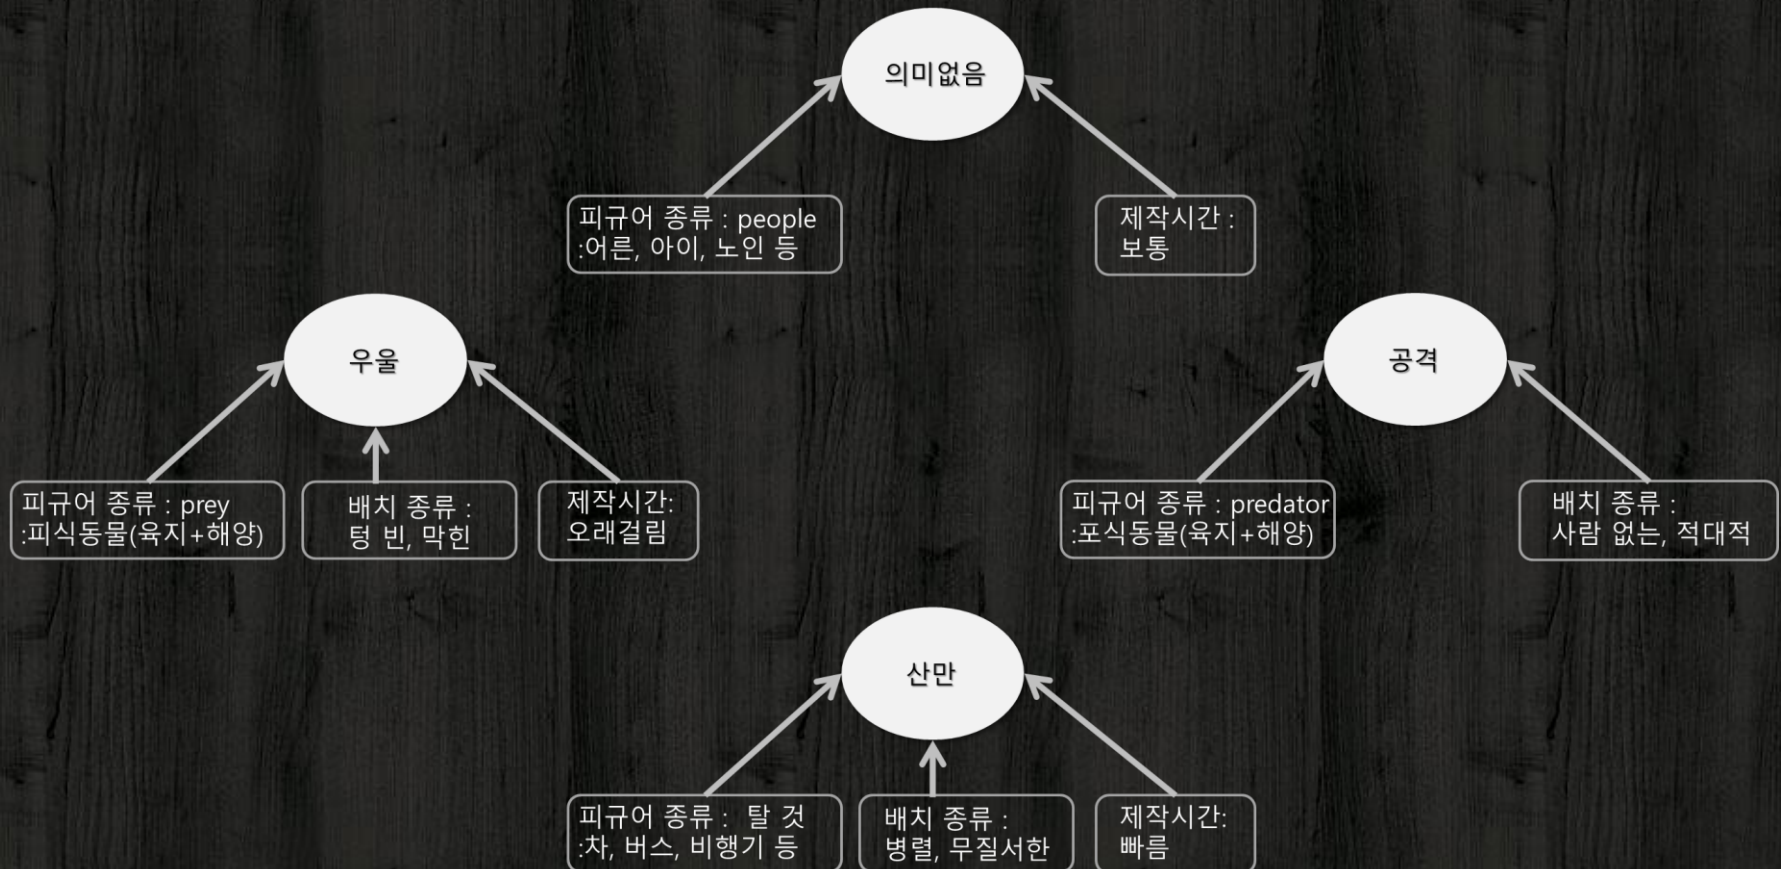 의미없음
피규어 종류 : people
:어른, 아이, 노인 등
제작시간 :
보통
우울
공격
피규어 종류 : prey
:피식동물(육지+해양)
배치 종류 :
텅 빈, 막힌
제작시간:
오래걸림
피규어 종류 : predator
:포식동물(육지+해양)
배치 종류 :
사람 없는, 적대적
산만
피규어 종류 : 탈 것
:차, 버스, 비행기 등
배치 종류 :
병렬, 무질서한
제작시간:
빠름